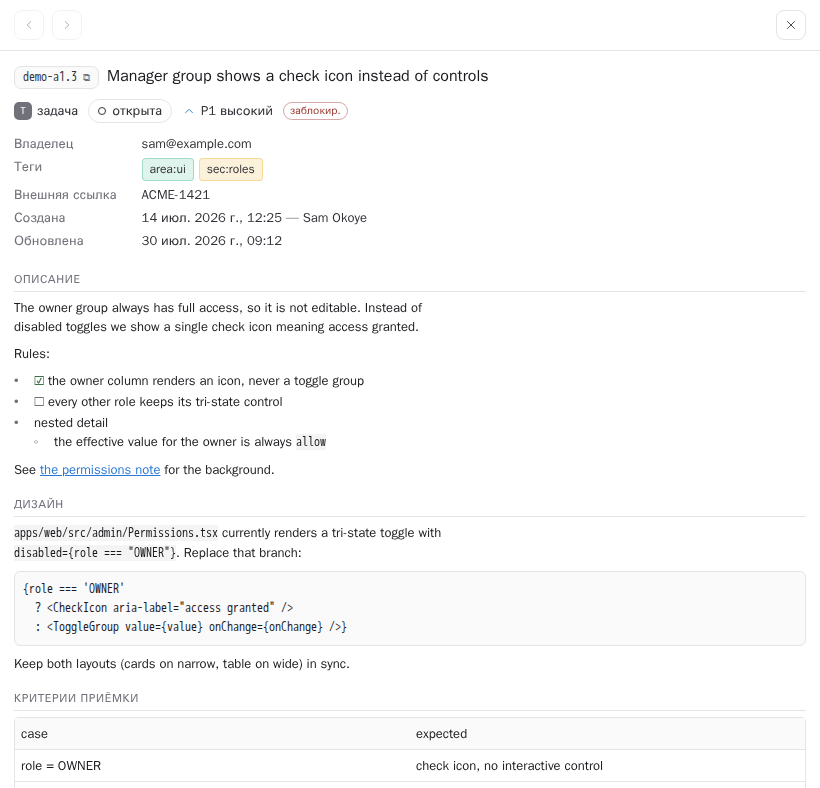 demo-a1.3 Manager group shows a check icon instead of controls
T задача открыта P1 высокий заблокир.
Владелец sam@example.com
Теги area:ui sec:roles
Внешняя ссылка ACME-1421
Создана 14 июл. 2026 г., 12:25 — Sam Okoye
Обновлена 30 июл. 2026 г., 09:12
ОПИСАНИЕ
The owner group always has full access, so it is not editable. Instead of
disabled toggles we show a single check icon meaning access granted.
Rules:
• ☑ the owner column renders an icon, never a toggle group
• ☐ every other role keeps its tri-state control
• nested detail
◦ the effective value for the owner is always allow
See the permissions note for the background.
ДИЗАЙН
apps/web/src/admin/Permissions.tsx currently renders a tri-state toggle with
disabled={role === "OWNER"}. Replace that branch:
{role === 'OWNER'
? <CheckIcon aria-label="access granted" />
: <ToggleGroup value={value} onChange={onChange} />}
Keep both layouts (cards on narrow, table on wide) in sync.
КРИТЕРИИ ПРИЁМКИ
case expected
role = OWNER check icon, no interactive control